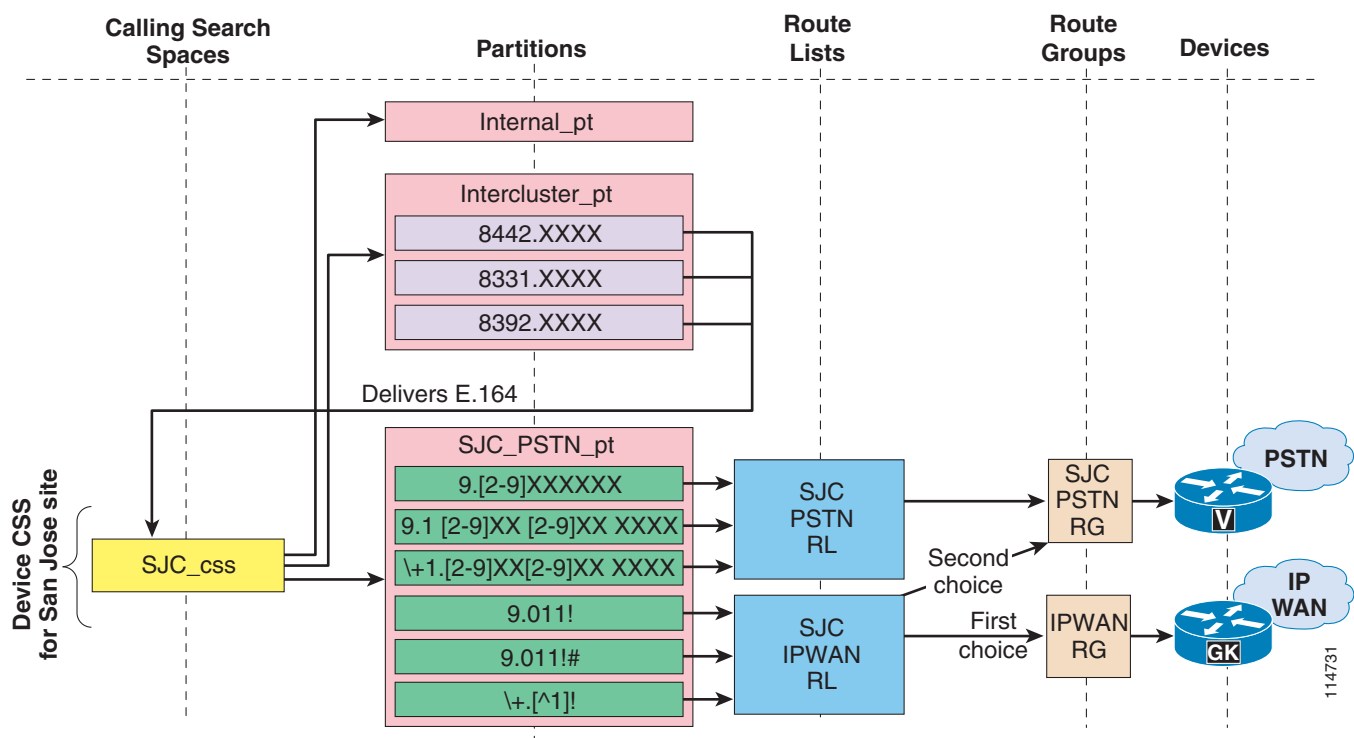 Calling Search
Spaces
Partitions
Route
Lists
Route
Groups
Devices
Internal_pt
Intercluster_pt
8442.XXXX
8331.XXXX
8392.XXXX
Delivers E.164
SJC_PSTN_pt
9.[2-9]XXXXXX
9.1 [2-9]XX [2-9]XX XXXX
\+1.[2-9]XX[2-9]XX XXXX
9.011!
9.011!#
\+.[^1]!
Device CSS
for San Jose site
SJC_css
SJC
PSTN
RL
SJC
IPWAN
RL
Second
choice
First
choice
SJC
PSTN
RG
IPWAN
RG
PSTN
V
IP
WAN
GK
114731